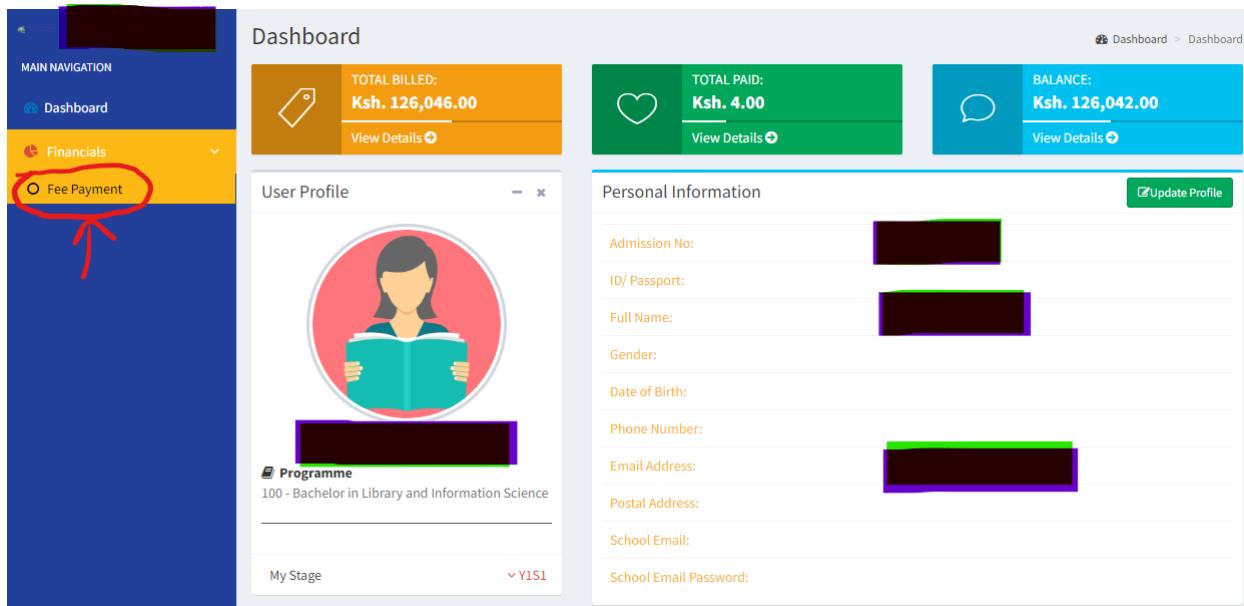 Dashboard
Dashboard > Dashboard
MAIN NAVIGATION
Dashboard
Financials
Fee Payment
TOTAL BILLED:
Ksh. 126,046.00
View Details
TOTAL PAID:
Ksh. 4.00
View Details
BALANCE:
Ksh. 126,042.00
View Details
User Profile
Programme
100 - Bachelor in Library and Information Science
My Stage
Y1S1
Personal Information
Update Profile
Admission No:
ID/ Passport:
Full Name:
Gender:
Date of Birth:
Phone Number:
Email Address:
Postal Address:
School Email:
School Email Password: